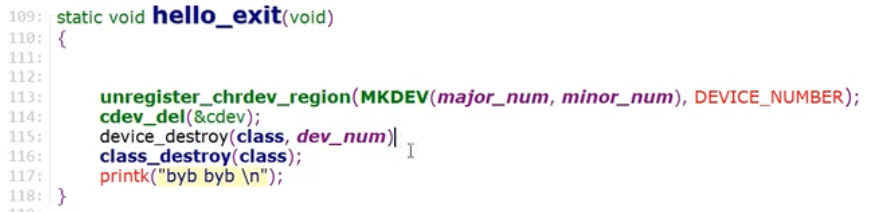 109: static void hello_exit(void)
110: {
111:
112:
113: unregister_chrdev_region(MKDEV(major_num, minor_num), DEVICE_NUMBER);
114: cdev_del(&cdev);
115: device_destroy(class, dev_num)
116: class_destroy(class);
117: printk("byb byb \n");
118: }